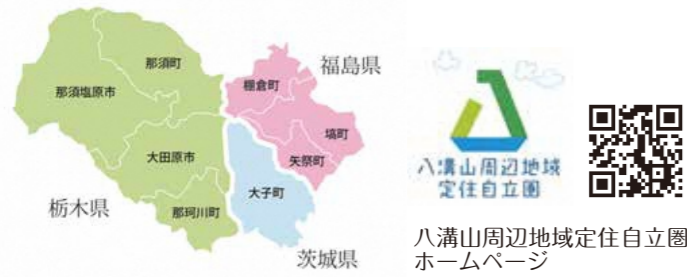 那須町
那須塩原市
大田原市
那珂川町
栃木県
棚倉町
塙町
矢祭町
福島県
大子町
茨城県
八溝山周辺地域
定住自立圏
八溝山周辺地域定住自立圏
ホームページ